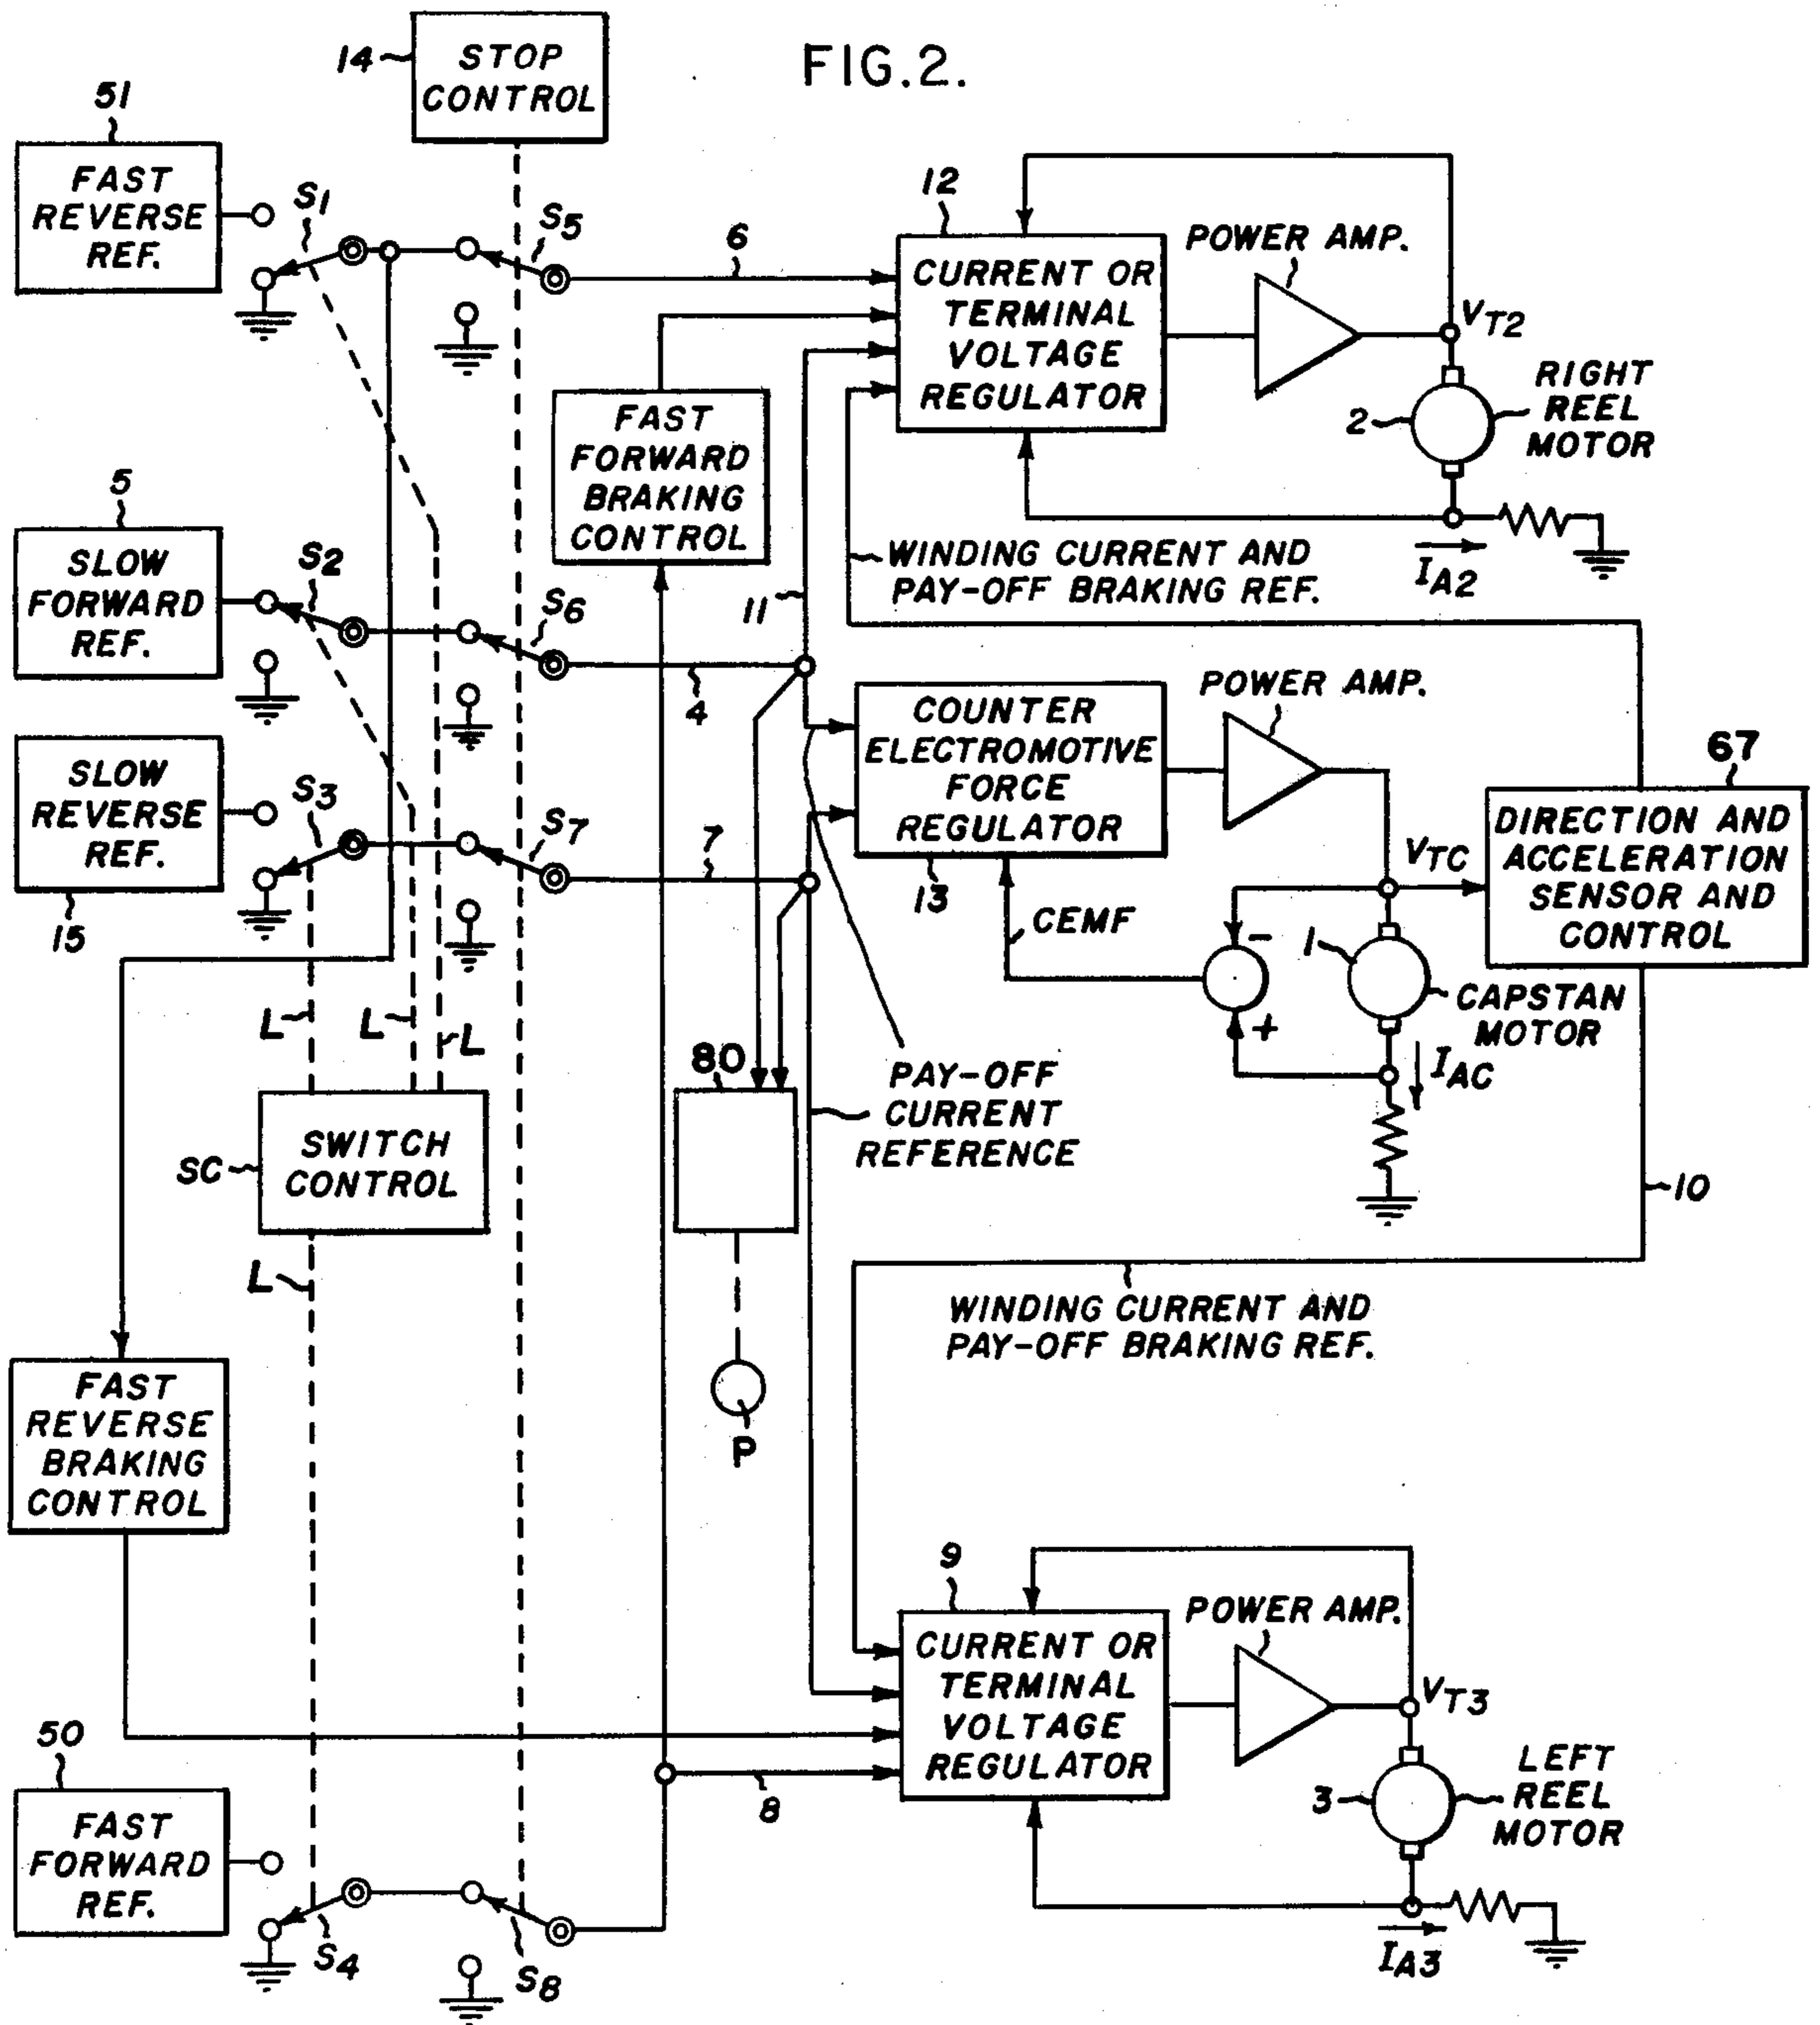 FIG.2.
14
STOP
CONTROL
51
FAST
REVERSE
REF.
S1
S5
6
12
CURRENT OR
TERMINAL
VOLTAGE
REGULATOR
POWER AMP.
VT2
RIGHT
REEL
MOTOR
2
IA2
FAST
FORWARD
BRAKING
CONTROL
WINDING CURRENT AND
PAY-OFF BRAKING REF.
11
5
SLOW
FORWARD
REF.
S2
S6
4
SLOW
REVERSE
REF.
15
S3
S7
7
COUNTER
ELECTROMOTIVE
FORCE
REGULATOR
13
POWER AMP.
67
DIRECTION AND
ACCELERATION
SENSOR AND
CONTROL
VTC
CEMF
-
+
1
CAPSTAN
MOTOR
IAC
L
L
L
80
PAY-OFF
CURRENT
REFERENCE
SC
SWITCH
CONTROL
10
L
WINDING CURRENT AND
PAY-OFF BRAKING REF.
P
FAST
REVERSE
BRAKING
CONTROL
9
CURRENT OR
TERMINAL
VOLTAGE
REGULATOR
POWER AMP.
VT3
LEFT
REEL
MOTOR
3
IA3
50
FAST
FORWARD
REF.
8
S4
S8